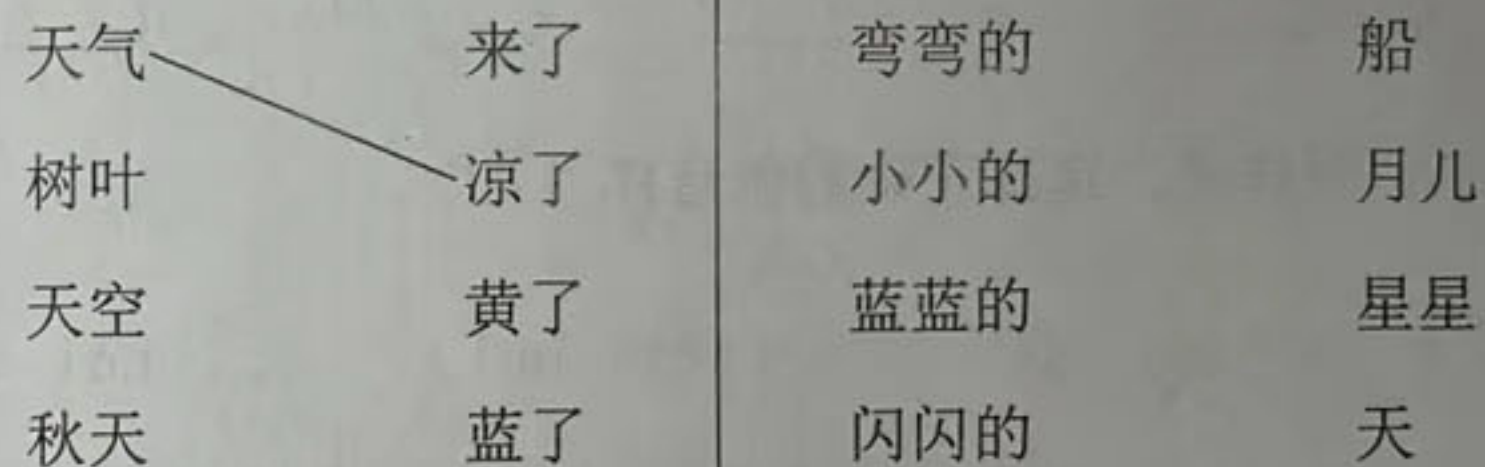 天气 来了 弯弯的 船
树叶 凉了 小小的 月儿
天空 黄了 蓝蓝的 星星
秋天 蓝了 闪闪的 天